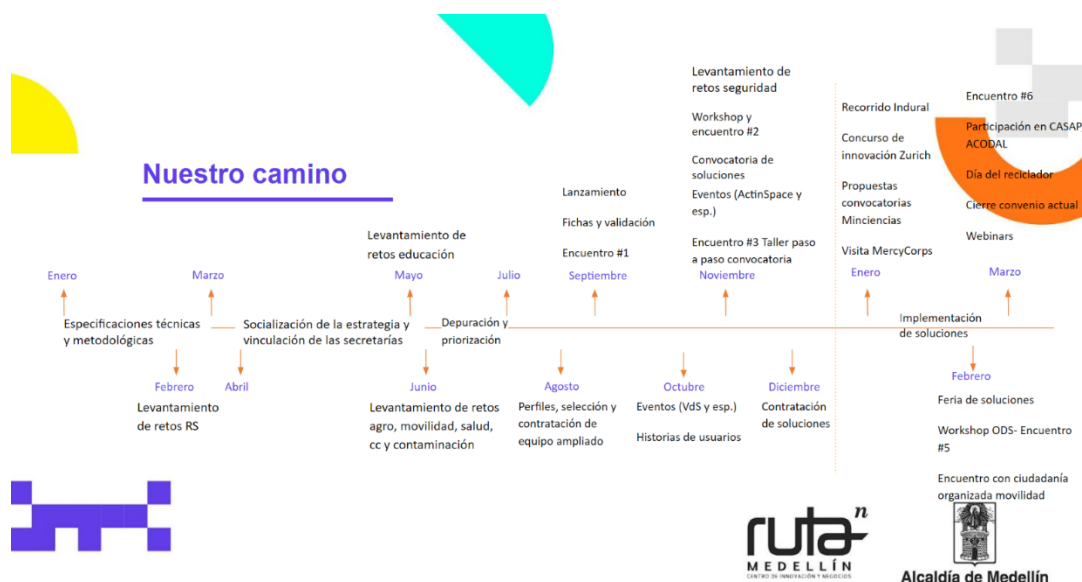 Nuestro camino
Levantamiento de
retos educación
Lanzamiento
Fichas y validación
Encuentro #1
Levantamiento de
retos seguridad
Workshop y
encuentro #2
Convocatoria de
soluciones
Eventos (ActinSpace y
esp.)
Encuentro #3 Taller paso
a paso convocatoria
Recorrido Indural
Concurso de
innovación Zurich
Propuestas
convocatorias
Minciencias
Visita MercyCorps
Encuentro #6
Participación en CASAP
ACODAL
Día del reciclador
Cierre convenio actual
Webinars
Enero
Marzo
Mayo
Julio
Septiembre
Noviembre
Enero
Marzo
Especificaciones técnicas
y metodológicas
Socialización de la estrategia y
vinculación de las secretarías
Depuración y
priorización
Implementación
de soluciones
Febrero
Levantamiento
de retos RS
Abril
Junio
Levantamiento de retos
agro, movilidad, salud,
cc y contaminación
Agosto
Perfiles, selección y
contratación de
equipo ampliado
Octubre
Eventos (VdS y esp.)
Historias de usuarios
Diciembre
Contratación
de soluciones
Febrero
Feria de soluciones
Workshop ODS- Encuentro
#5
Encuentro con ciudadanía
organizada movilidad
ruta n
MEDELLÍN
CENTRO DE INNOVACIÓN Y NEGOCIOS
Alcaldía de Medellín